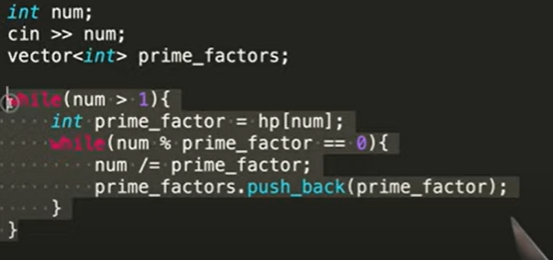 int num;
cin >> num;
vector<int> prime_factors;
while(num > 1){
int prime_factor = hp[num];
while(num % prime_factor == 0){
num /= prime_factor;
prime_factors.push_back(prime_factor);
}
}